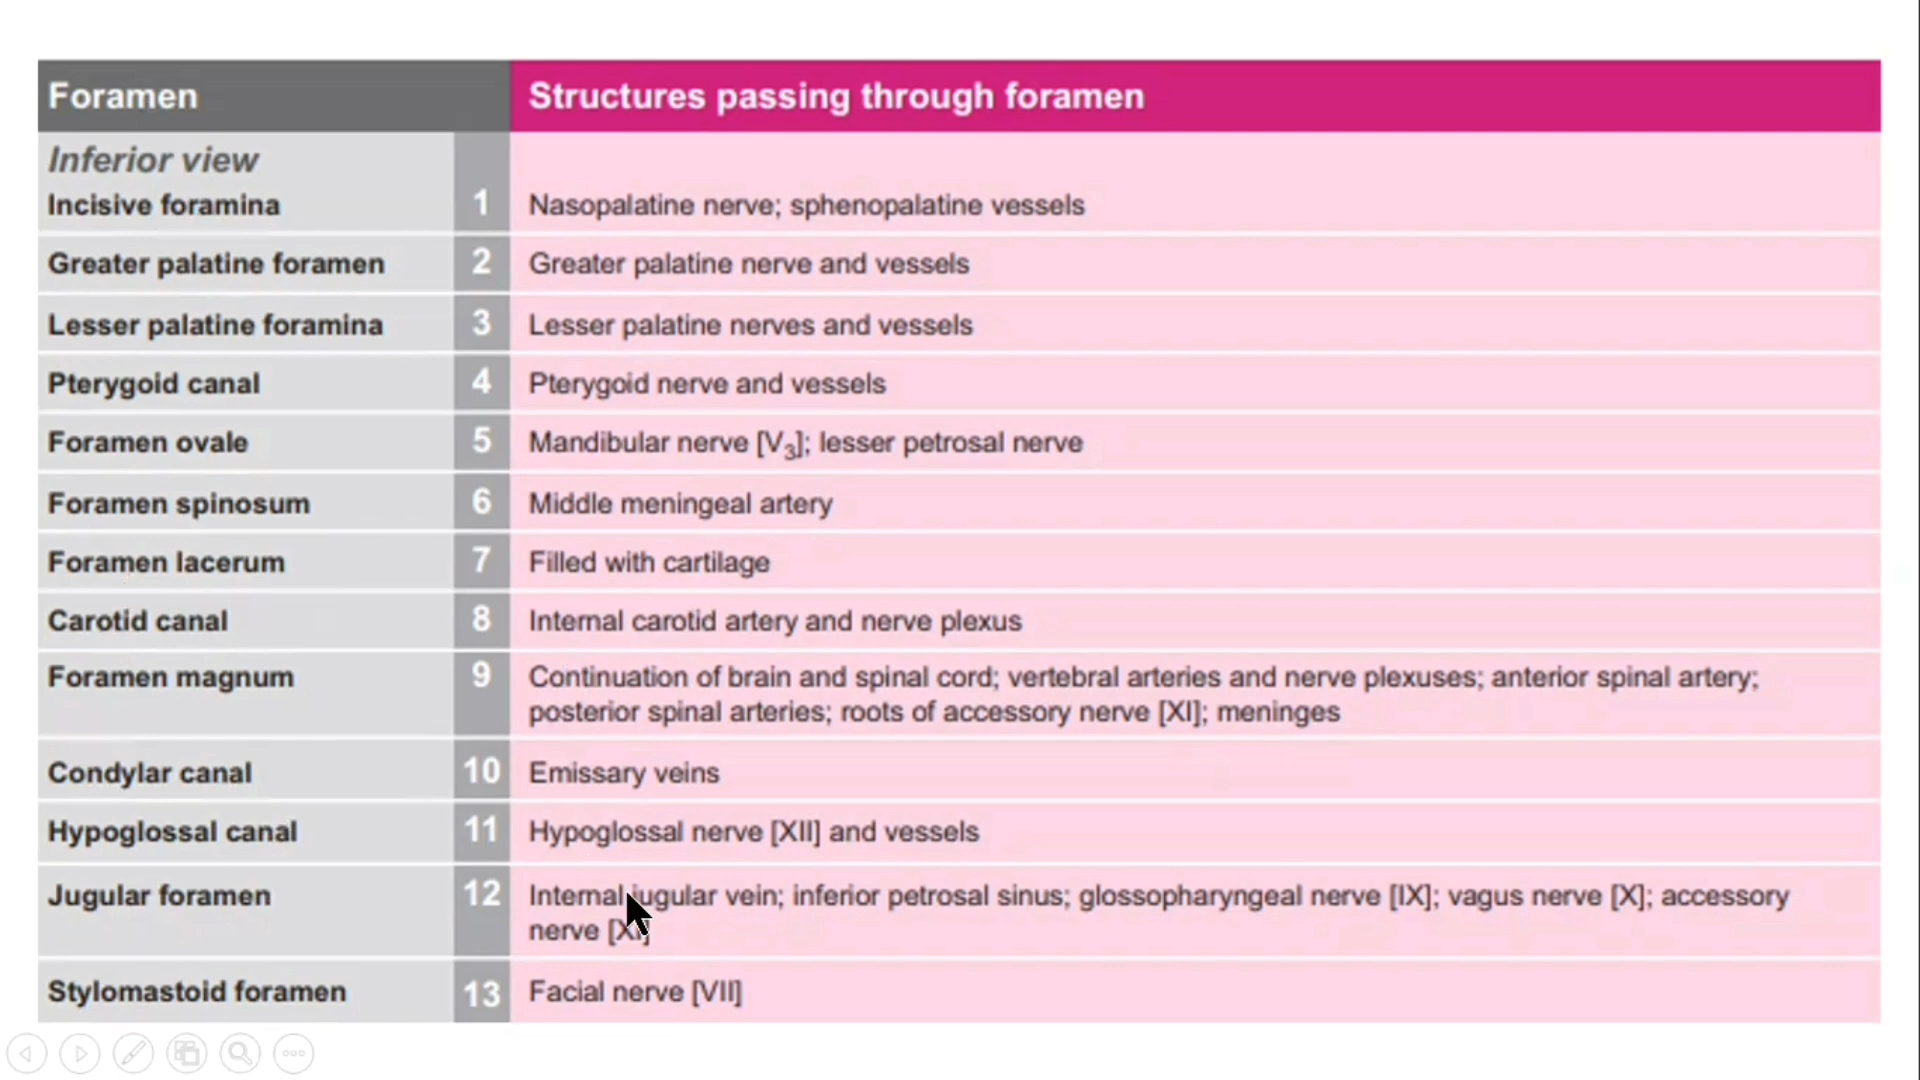 Foramen Structures passing through foramen
Inferior view
Incisive foramina 1 Nasopalatine nerve; sphenopalatine vessels
Greater palatine foramen 2 Greater palatine nerve and vessels
Lesser palatine foramina 3 Lesser palatine nerves and vessels
Pterygoid canal 4 Pterygoid nerve and vessels
Foramen ovale 5 Mandibular nerve [V3]; lesser petrosal nerve
Foramen spinosum 6 Middle meningeal artery
Foramen lacerum 7 Filled with cartilage
Carotid canal 8 Internal carotid artery and nerve plexus
Foramen magnum 9 Continuation of brain and spinal cord; vertebral arteries and nerve plexuses; anterior spinal artery;
posterior spinal arteries; roots of accessory nerve [XI]; meninges
Condylar canal 10 Emissary veins
Hypoglossal canal 11 Hypoglossal nerve [XII] and vessels
Jugular foramen 12 Internal jugular vein; inferior petrosal sinus; glossopharyngeal nerve [IX]; vagus nerve [X]; accessory
nerve [XI]
Stylomastoid foramen 13 Facial nerve [VII]